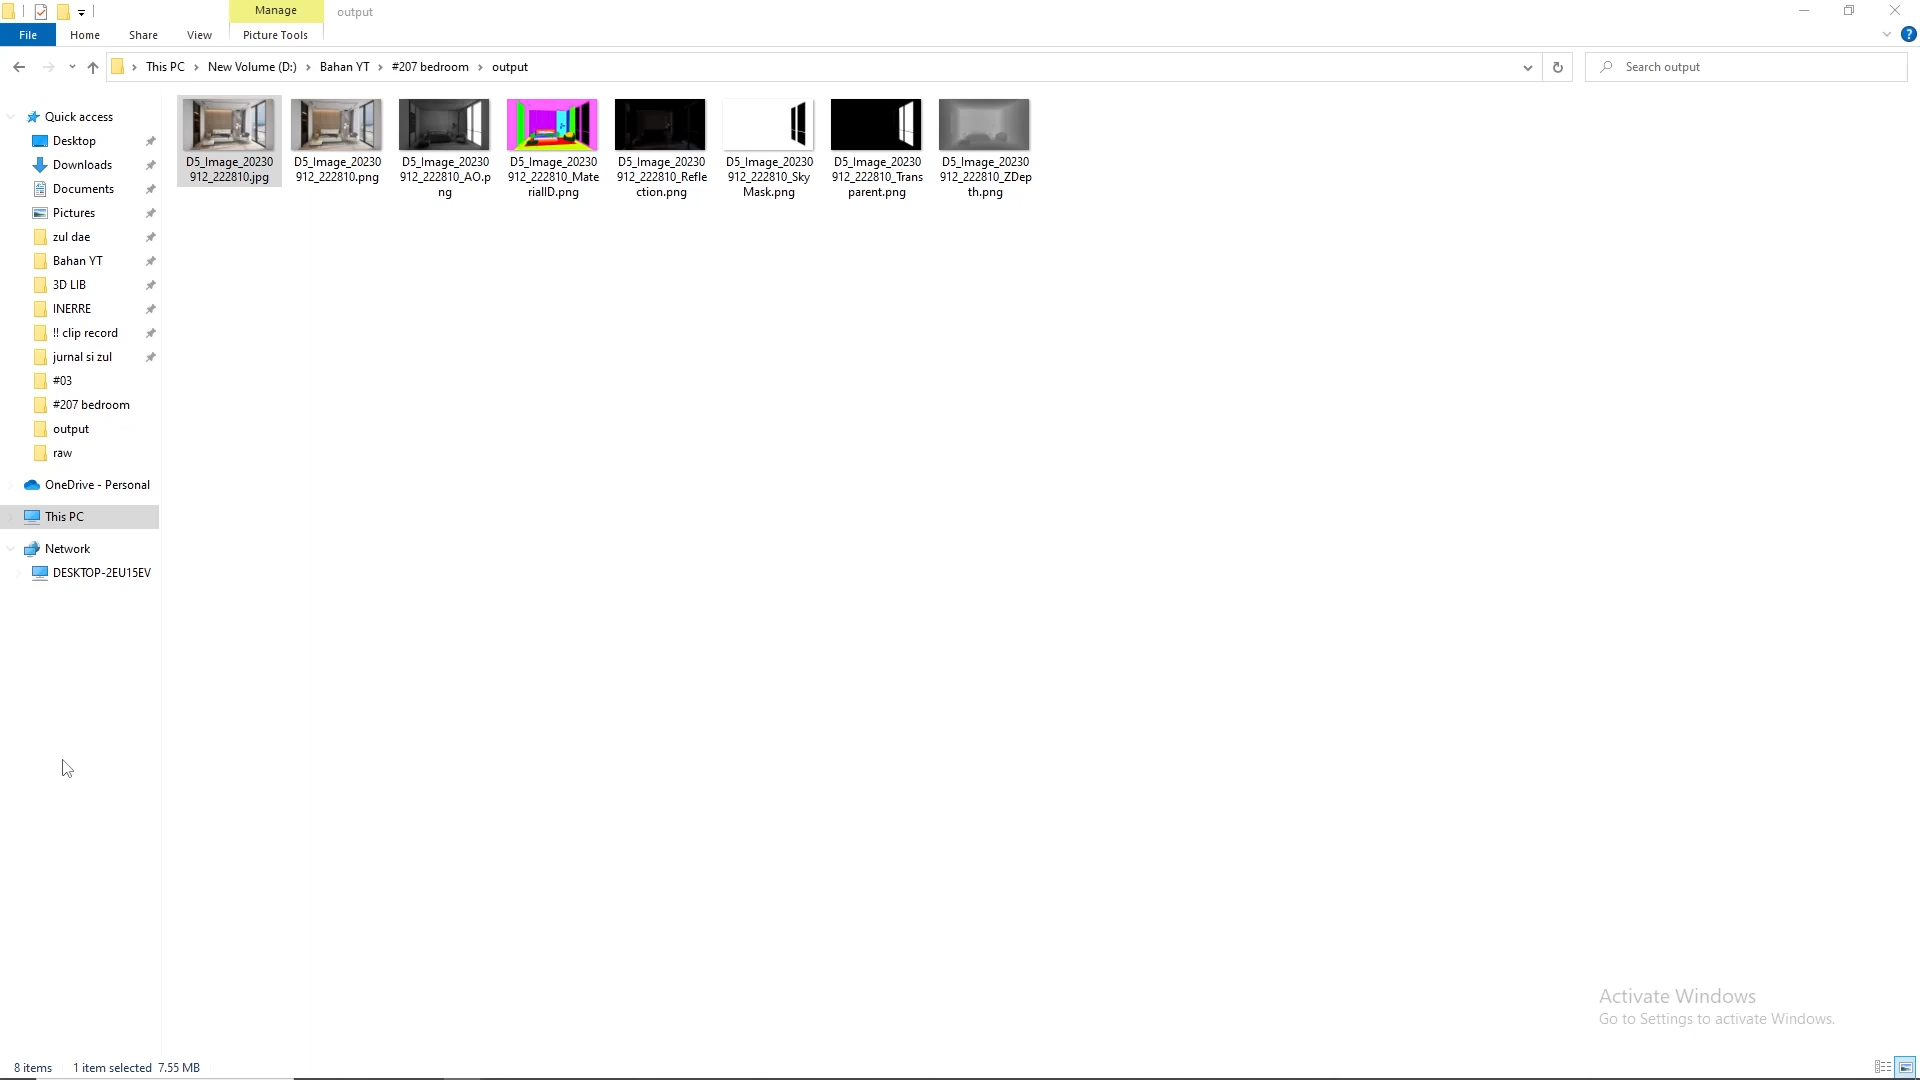 Manage
output
File
Home
Share
View
Picture Tools
This PC
New Volume (D:)
Bahan YT
#207 bedroom
output
Search output
Quick access
Desktop
Downloads
Documents
Pictures
zul dae
Bahan YT
3D LIB
INERRE
!! clip record
jurnal si zul
#03
#207 bedroom
output
raw
OneDrive - Personal
This PC
Network
DESKTOP-2EU15EV
D5_Image_20230
912_222810.jpg
D5_Image_20230
912_222810.png
D5_Image_20230
912_222810_AO.p
ng
D5_Image_20230
912_222810_Mate
rialID.png
D5_Image_20230
912_222810_Refle
ction.png
D5_Image_20230
912_222810_Sky
Mask.png
D5_Image_20230
912_222810_Trans
parent.png
D5_Image_20230
912_222810_ZDep
th.png
Activate Windows
Go to Settings to activate Windows.
8 items
1 item selected 7.55 MB